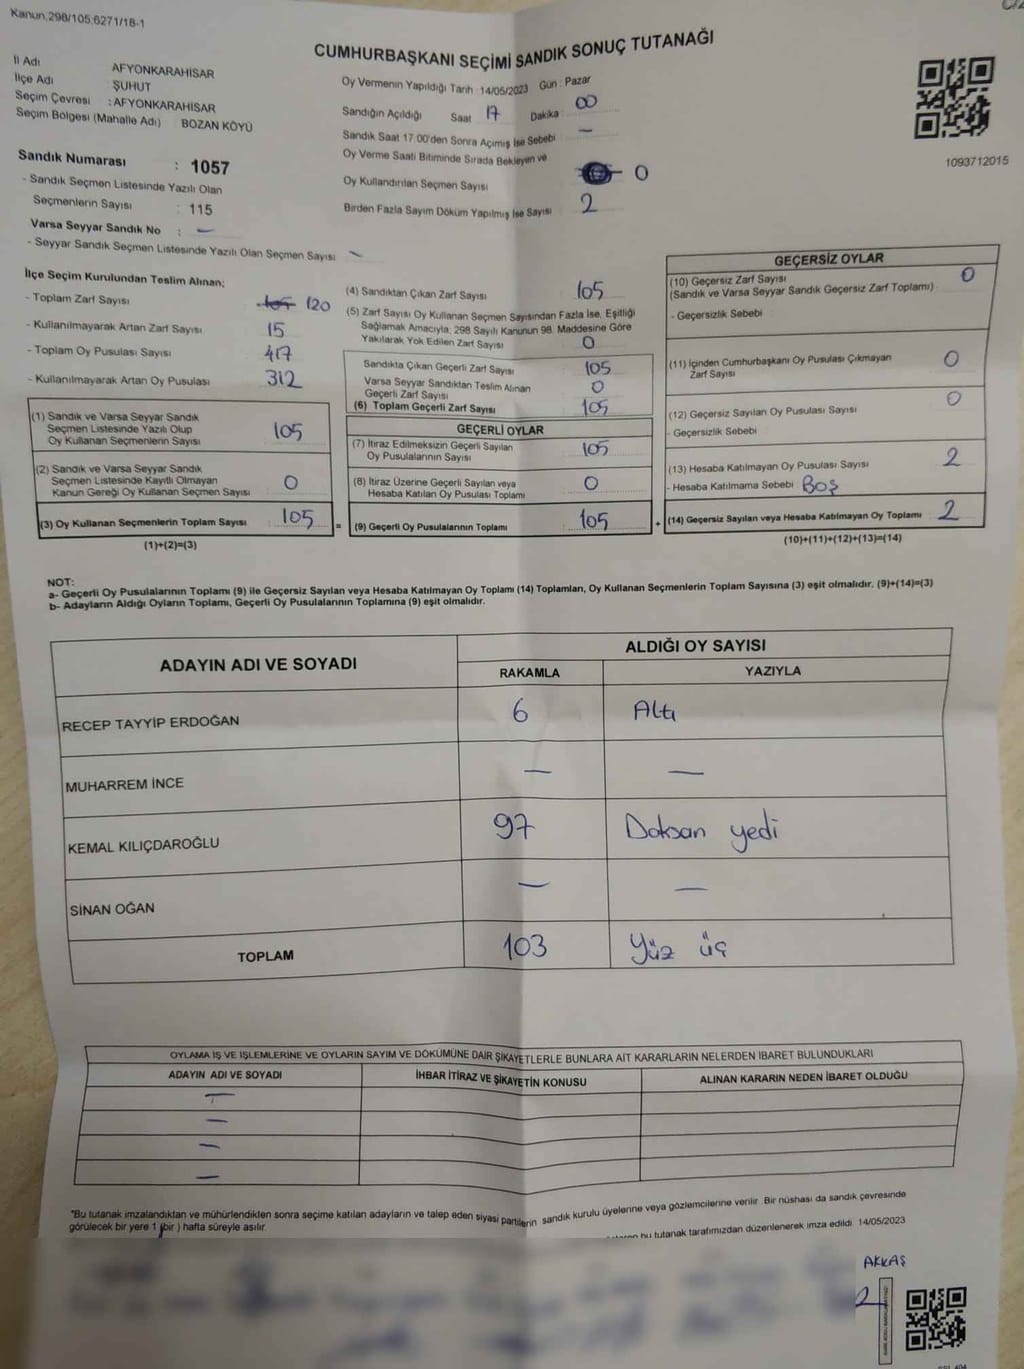 Kanun:298/105;6271/18-1
CUMHURBAŞKANI SEÇİMİ SANDIK SONUÇ TUTANAĞI
İl Adı AFYONKARAHİSAR
İlçe Adı ŞUHUT
Seçim Çevresi : AFYONKARAHİSAR
Seçim Bölgesi (Mahalle Adı) BOZAN KÖYÜ
Sandık Numarası : 1057
- Sandık Seçmen Listesinde Yazılı Olan
Seçmenlerin Sayısı : 115
Varsa Seyyar Sandık No : —
- Seyyar Sandık Seçmen Listesinde Yazılı Olan Seçmen Sayısı —
Oy Vermenin Yapıldığı Tarih : 14/05/2023 Gün : Pazar
Sandığın Açıldığı Saat 17 Dakika : 00
Sandık Saat 17:00'den Sonra Açımış İse Sebebi —
Oy Verme Saati Bitiminde Sırada Bekleyen ve
Oy Kullandırılan Seçmen Sayısı 0
Birden Fazla Sayım Döküm Yapılmış İse Sayısı 2
1093712015
İlçe Seçim Kurulundan Teslim Alınan;
- Toplam Zarf Sayısı 105 120
- Kullanılmayarak Artan Zarf Sayısı 15
- Toplam Oy Pusulası Sayısı 417
- Kullanılmayarak Artan Oy Pusulası 312
(1) Sandık ve Varsa Seyyar Sandık
Seçmen Listesinde Yazılı Olup
Oy Kullanan Seçmenlerin Sayısı 105
(2) Sandık ve Varsa Seyyar Sandık
Seçmen Listesinde Kayıtlı Olmayan
Kanun Gereği Oy Kullanan Seçmen Sayısı 0
(3) Oy Kullanan Seçmenlerin Toplam Sayısı 105 =
(1)+(2)=(3)
(4) Sandıktan Çıkan Zarf Sayısı 105
(5) Zarf Sayısı Oy Kullanan Seçmen Sayısından Fazla İse, Eşitliği
Sağlamak Amacıyla; 298 Sayılı Kanunun 98. Maddesine Göre
Yakılarak Yok Edilen Zarf Sayısı 0
Sandıkta Çıkan Geçerli Zarf Sayısı 105
Varsa Seyyar Sandıktan Teslim Alınan
Geçerli Zarf Sayısı 0
(6) Toplam Geçerli Zarf Sayısı 105
GEÇERLİ OYLAR
(7) İtiraz Edilmeksizin Geçerli Sayılan
Oy Pusulalarının Sayısı 105
(8) İtiraz Üzerine Geçerli Sayılan veya
Hesaba Katılan Oy Pusulası Toplamı 0
(9) Geçerli Oy Pusulalarının Toplamı 105 +
GEÇERSİZ OYLAR
(10) Geçersiz Zarf Sayısı 0
(Sandık ve Varsa Seyyar Sandık Geçersiz Zarf Toplamı) :
- Geçersizlik Sebebi
(11) İçinden Cumhurbaşkanı Oy Pusulası Çıkmayan 0
Zarf Sayısı
(12) Geçersiz Sayılan Oy Pusulası Sayısı 0
- Geçersizlik Sebebi
(13) Hesaba Katılmayan Oy Pusulası Sayısı 2
- Hesaba Katılmama Sebebi BOŞ
(14) Geçersiz Sayılan veya Hesaba Katılmayan Oy Toplamı 2
(10)+(11)+(12)+(13)=(14)
NOT:
a- Geçerli Oy Pusulalarının Toplamı (9) ile Geçersiz Sayılan veya Hesaba Katılmayan Oy Toplamı (14) Toplamları, Oy Kullanan Seçmenlerin Toplam Sayısına (3) eşit olmalıdır. (9)+(14)=(3)
b- Adayların Aldığı Oyların Toplamı, Geçerli Oy Pusulalarının Toplamına (9) eşit olmalıdır.
ADAYIN ADI VE SOYADI ALDIĞI OY SAYISI
RAKAMLA YAZIYLA
RECEP TAYYİP ERDOĞAN 6 Altı
MUHARREM İNCE — —
KEMAL KILIÇDAROĞLU 97 Doksan yedi
SİNAN OĞAN — —
TOPLAM 103 Yüz üç
OYLAMA İŞ VE İŞLEMLERİNE VE OYLARIN SAYIM VE DÖKÜMÜNE DAİR ŞİKAYETLERLE BUNLARA AİT KARARLARIN NELERDEN İBARET BULUNDUKLARI
ADAYIN ADI VE SOYADI İHBAR İTİRAZ VE ŞİKAYETİN KONUSU ALINAN KARARIN NEDEN İBARET OLDUĞU
—
—
—
—
"Bu tutanak imzalandıktan ve mühürlendikten sonra seçime katılan adayların ve talep eden siyasi partilerin sandık kurulu üyelerine veya gözlemcilerine verilir. Bir nüshası da sandık çevresinde
görülecek bir yere 1 (bir) hafta süreyle asılır.
bu tutanak tarafımızdan düzenlenerek imza edildi. 14/05/2023
AKKAŞ
2